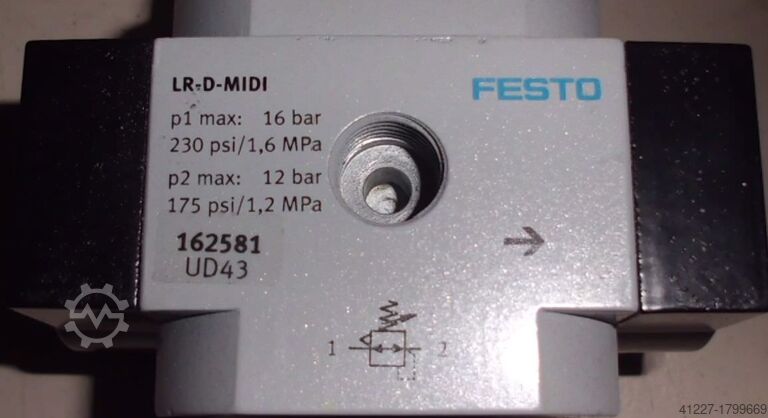 LR-D-MIDI
FESTO
p1 max: 16 bar
230 psi/1,6 MPa
p2 max: 12 bar
175 psi/1,2 MPa
162581
UD43
1 2
41227-1799669